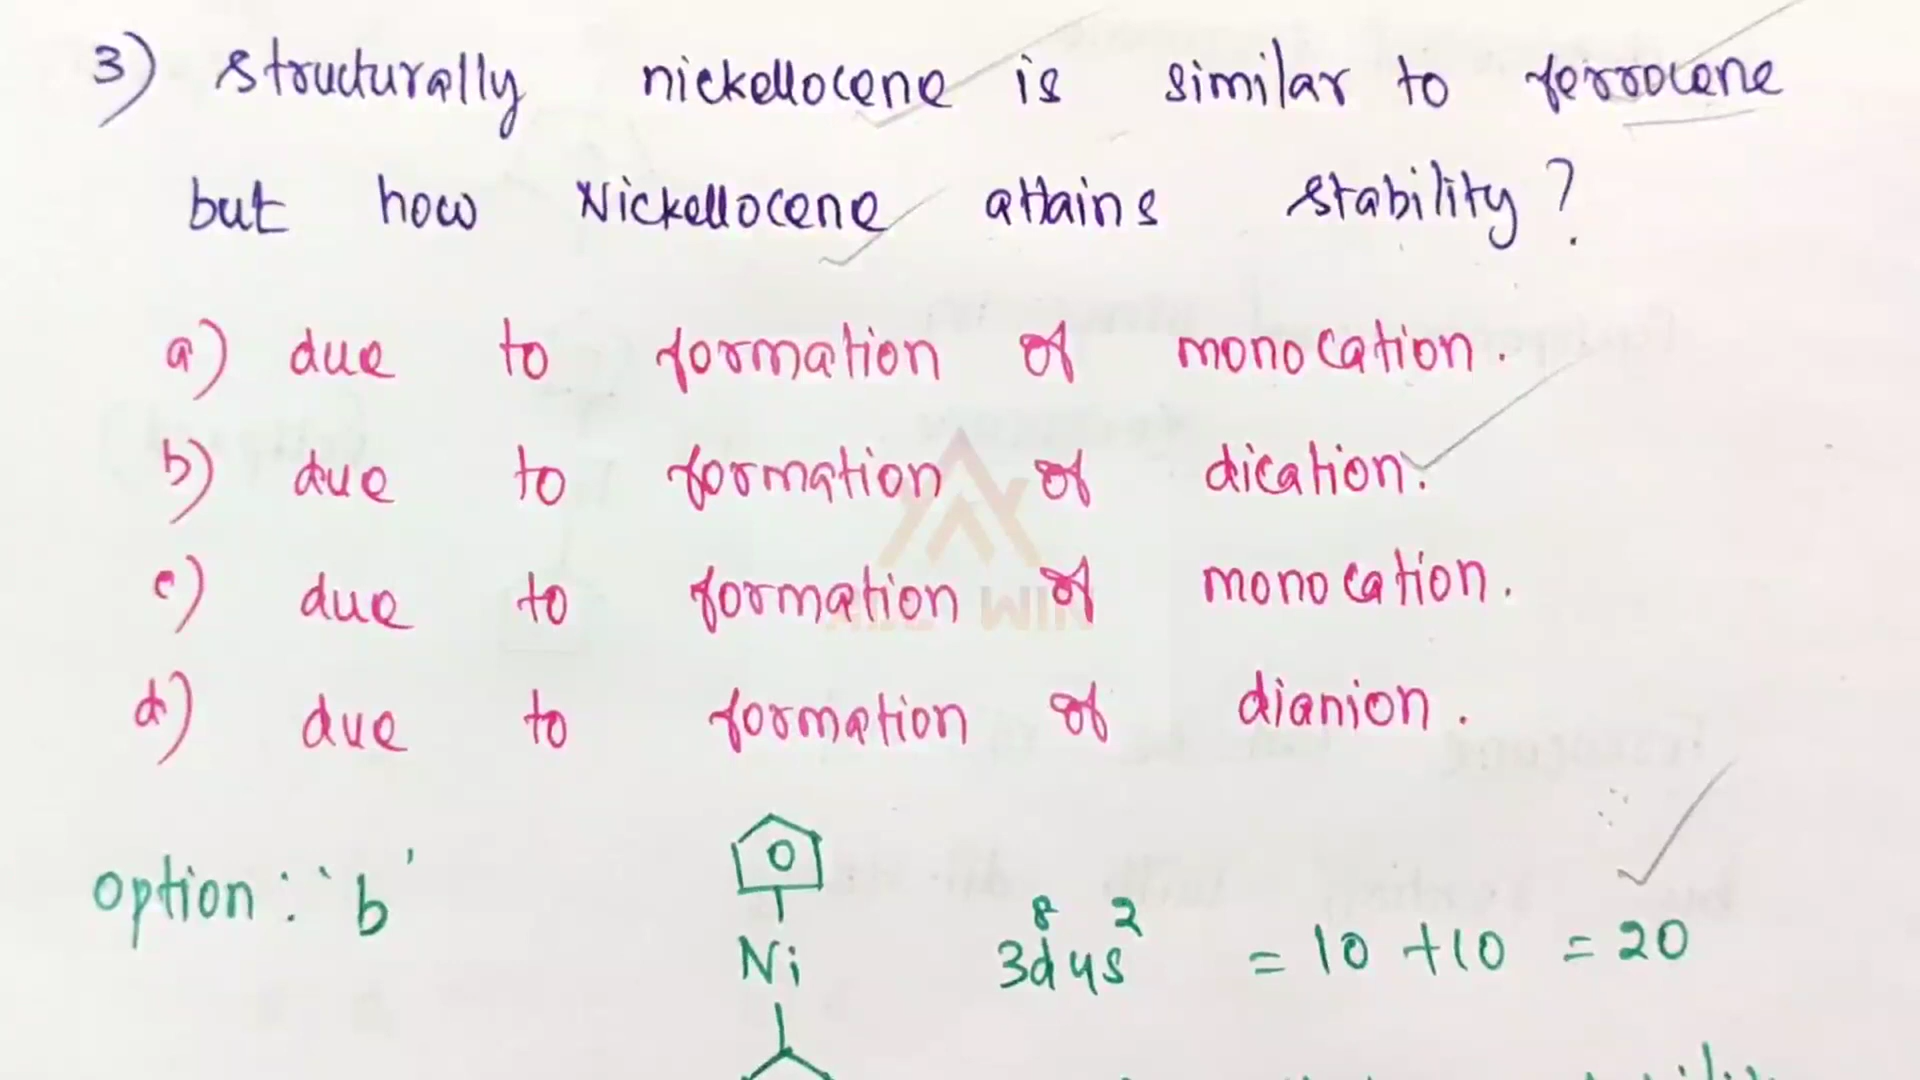 3) Structurally nickellocene is similar to ferrocene
but how Nickellocene attains stability?
a) due to formation of monocation.
b) due to formation of dication.
c) due to formation of monocation.
d) due to formation of dianion.
option : 'b'
Ni 3d⁸ 4s² = 10 + 10 = 20
WIN